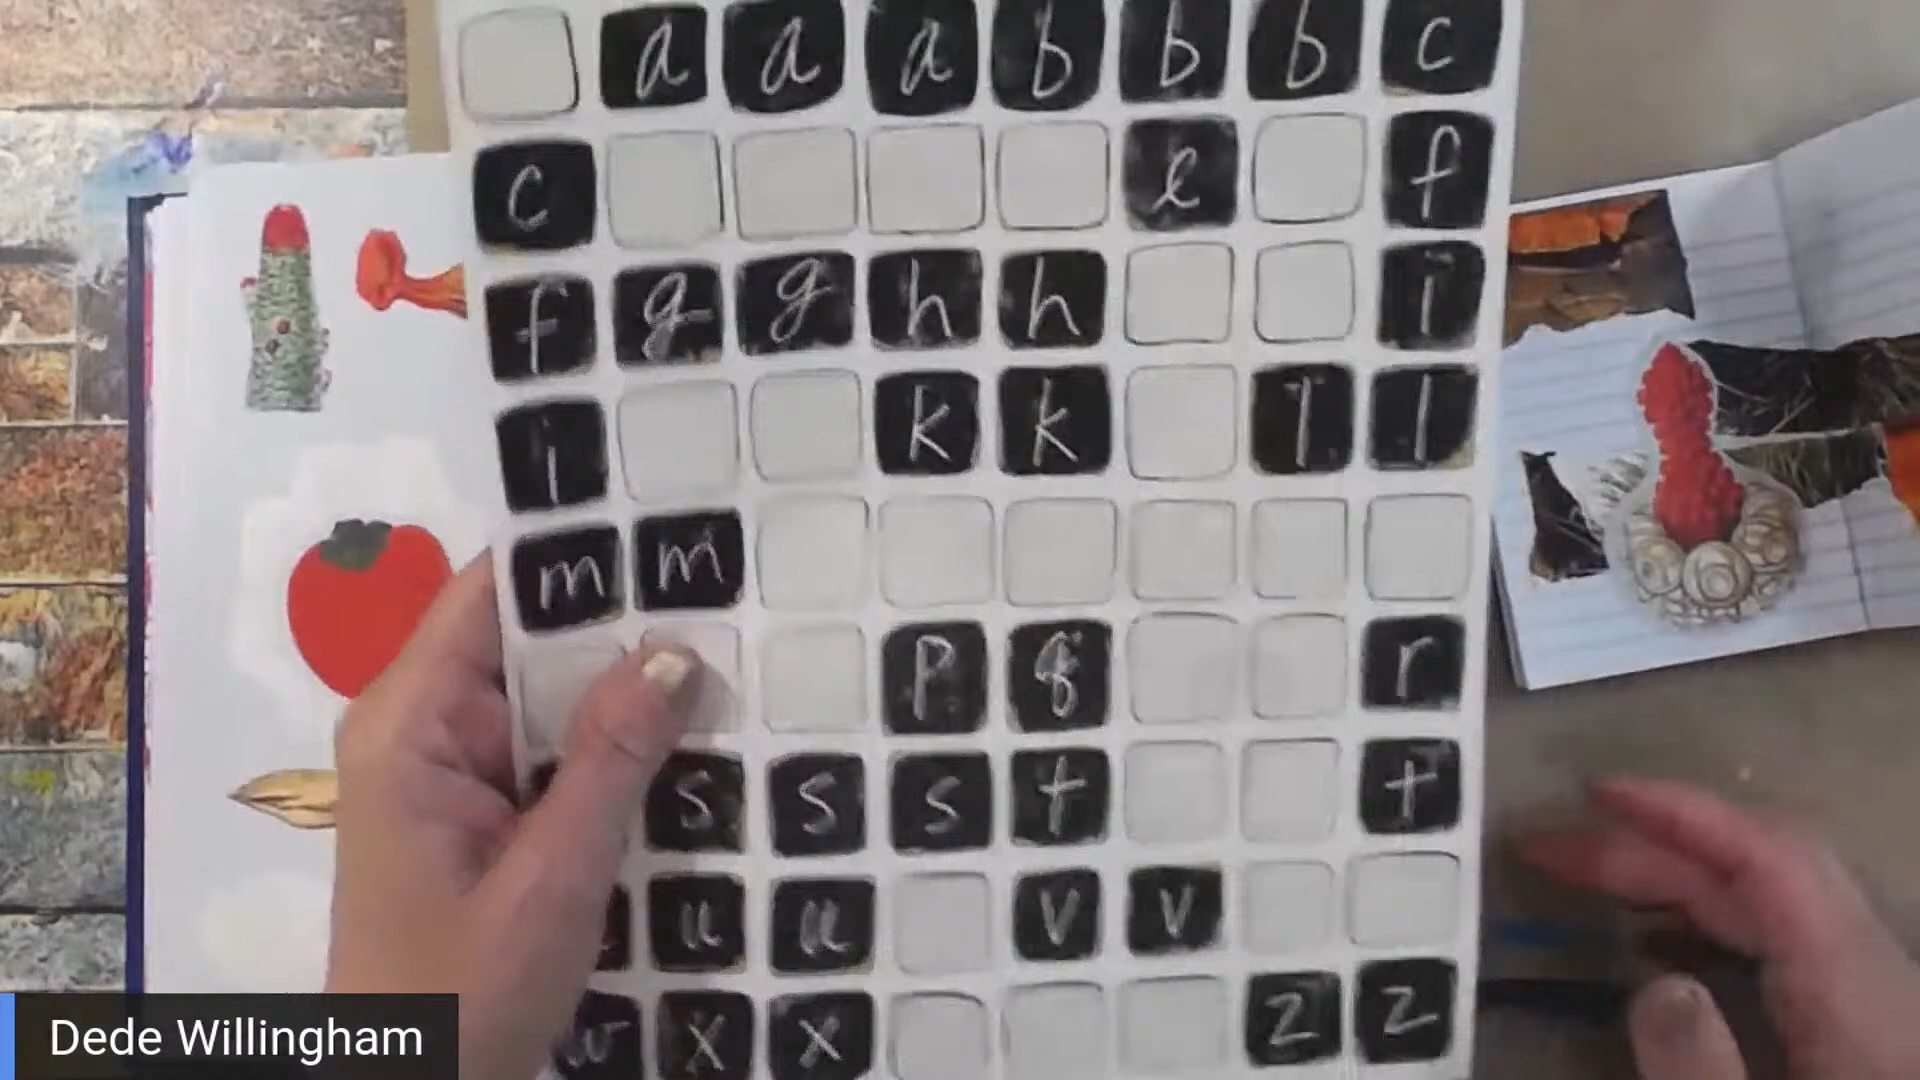 a a a b b b c
c e f
f g g h h i
i k k l l
m m
p q r
s s s t t
u u v v
w x x z z
Dede Willingham